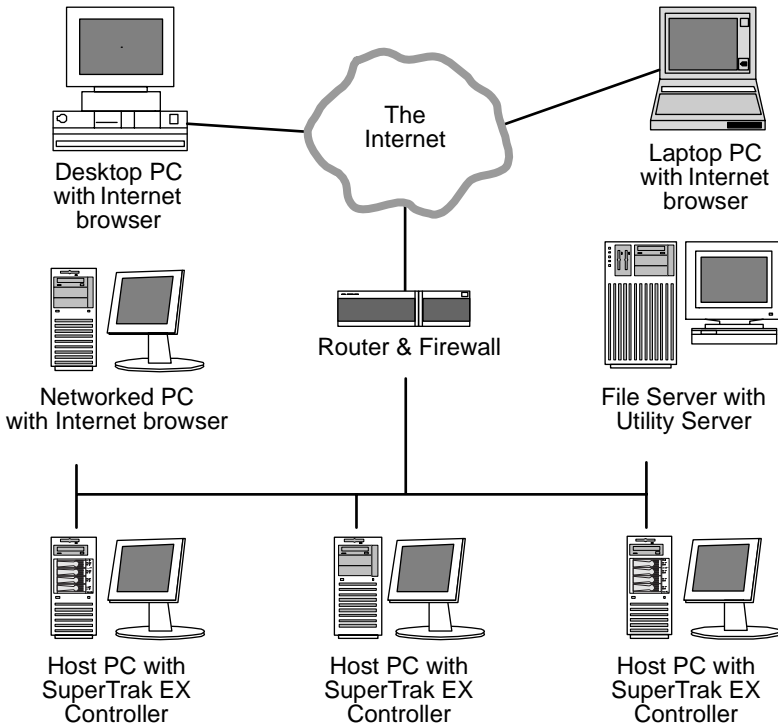 The
Internet
Desktop PC
with Internet
browser
Laptop PC
with Internet
browser
Router & Firewall
Networked PC
with Internet browser
File Server with
Utility Server
Host PC with
SuperTrak EX
Controller
Host PC with
SuperTrak EX
Controller
Host PC with
SuperTrak EX
Controller